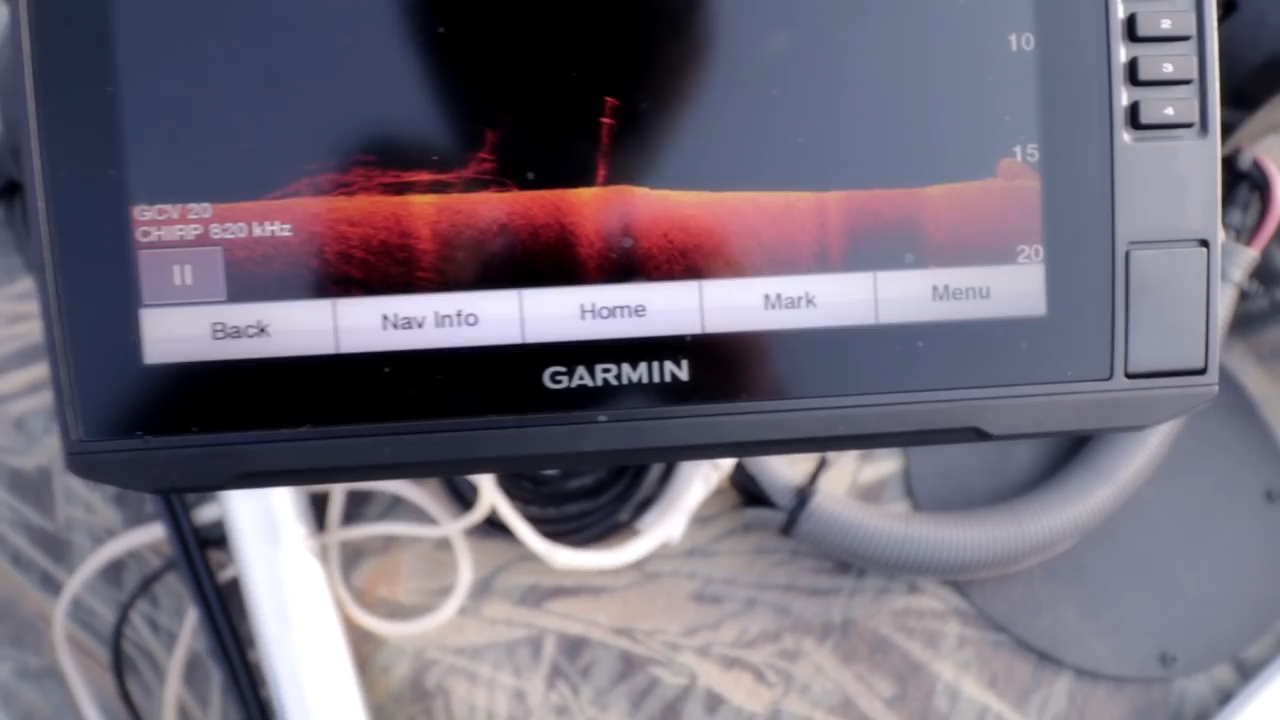 10
2
3
4
15
GCV 20
CHIRP 820 kHz
20
Back
Nav Info
Home
Mark
Menu
GARMIN